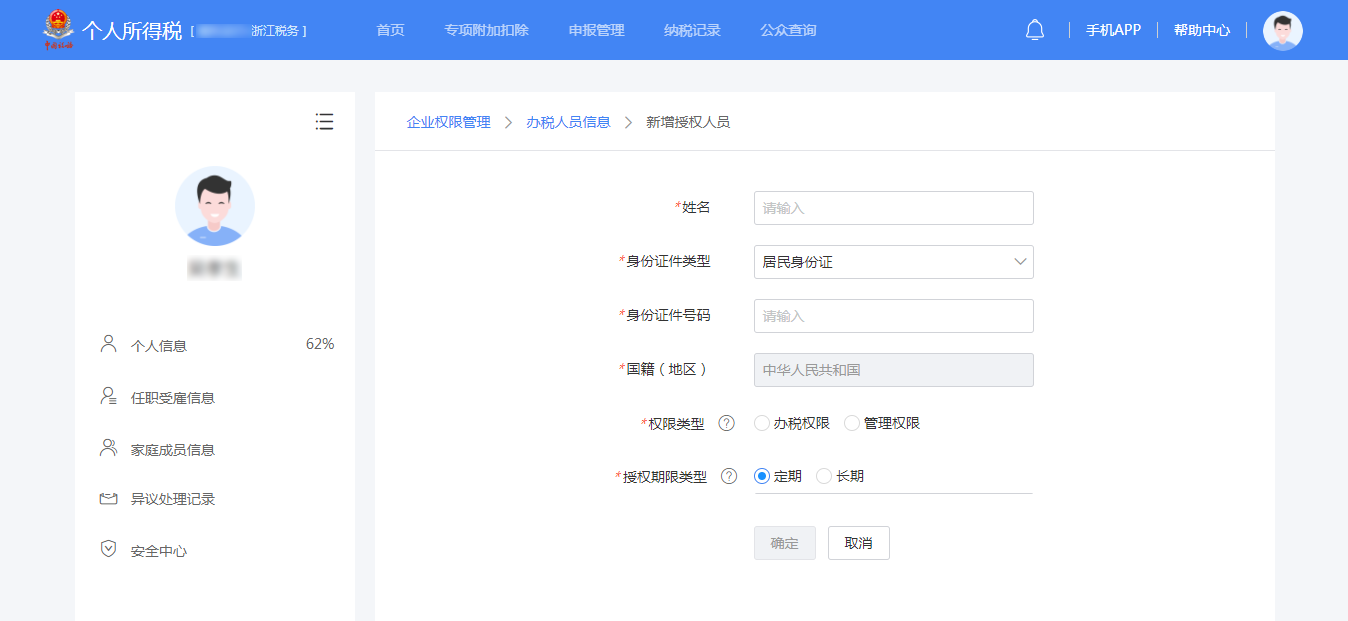 个人所得税 [ 浙江税务 ] 首页 专项附加扣除 申报管理 纳税记录 公众查询 手机APP 帮助中心
企业权限管理 > 办税人员信息 > 新增授权人员
*姓名 请输入
*身份证件类型 居民身份证
*身份证件号码 请输入
*国籍（地区） 中华人民共和国
*权限类型 ? 办税权限 管理权限
*授权期限类型 ? 定期 长期
确定 取消
个人信息 62%
任职受雇信息
家庭成员信息
异议处理记录
安全中心